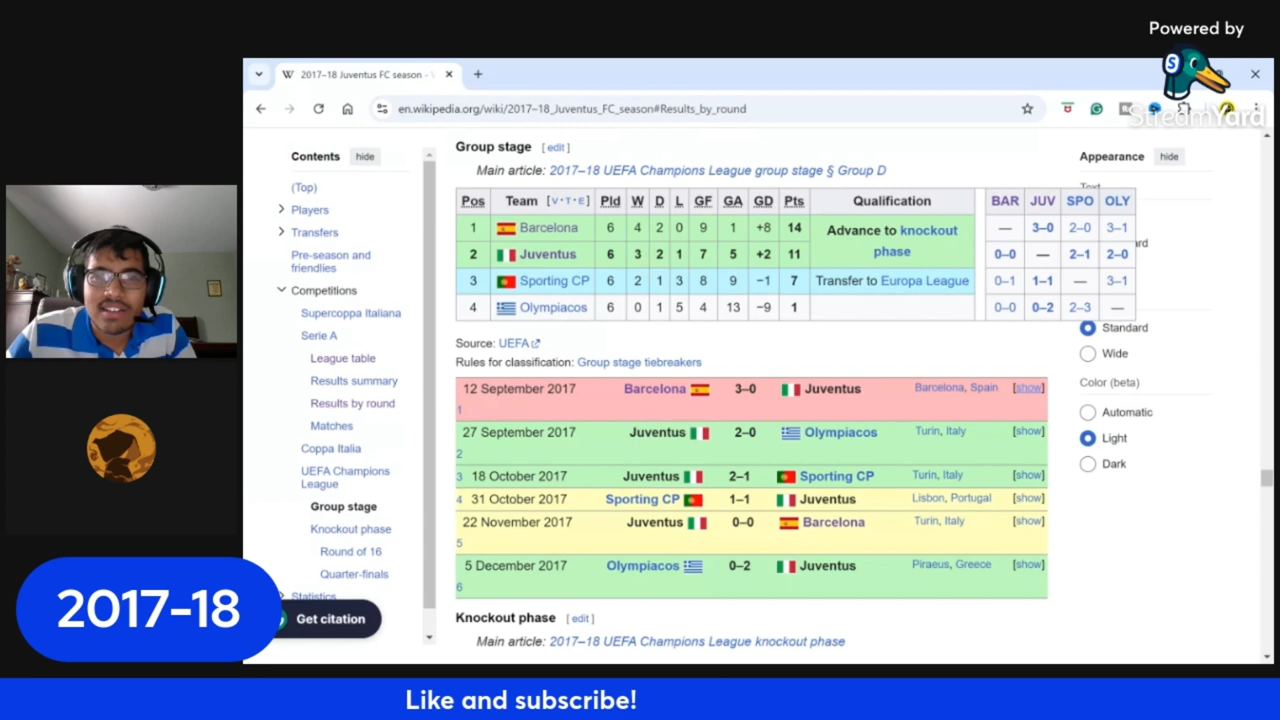 Powered by
StreamYard
2017–18 Juventus FC season -
en.wikipedia.org/wiki/2017–18_Juventus_FC_season#Results_by_round
Contents hide
(Top)
Players
Transfers
Pre-season and
friendlies
Competitions
Supercoppa Italiana
Serie A
League table
Results summary
Results by round
Matches
Coppa Italia
UEFA Champions
League
Group stage
Knockout phase
Round of 16
Quarter-finals
Statistics
Get citation
Group stage [ edit ]
Main article: 2017–18 UEFA Champions League group stage § Group D
Pos Team [ V • T • E ] Pld W D L GF GA GD Pts Qualification BAR JUV SPO OLY
1 Barcelona 6 4 2 0 9 1 +8 14 Advance to knockout phase — 3–0 2–0 3–1
2 Juventus 6 3 2 1 7 5 +2 11 0–0 — 2–1 2–0
3 Sporting CP 6 2 1 3 8 9 −1 7 Transfer to Europa League 0–1 1–1 — 3–1
4 Olympiacos 6 0 1 5 4 13 −9 1 0–0 0–2 2–3 —
Source: UEFA
Rules for classification: Group stage tiebreakers
12 September 2017 Barcelona 3–0 Juventus Barcelona, Spain [show]
1
27 September 2017 Juventus 2–0 Olympiacos Turin, Italy [show]
2
3 18 October 2017 Juventus 2–1 Sporting CP Turin, Italy [show]
4 31 October 2017 Sporting CP 1–1 Juventus Lisbon, Portugal [show]
22 November 2017 Juventus 0–0 Barcelona Turin, Italy [show]
5
5 December 2017 Olympiacos 0–2 Juventus Piraeus, Greece [show]
6
Knockout phase [ edit ]
Main article: 2017–18 UEFA Champions League knockout phase
Appearance hide
Text
Standard
Wide
Color (beta)
Automatic
Light
Dark
2017-18
Like and subscribe!